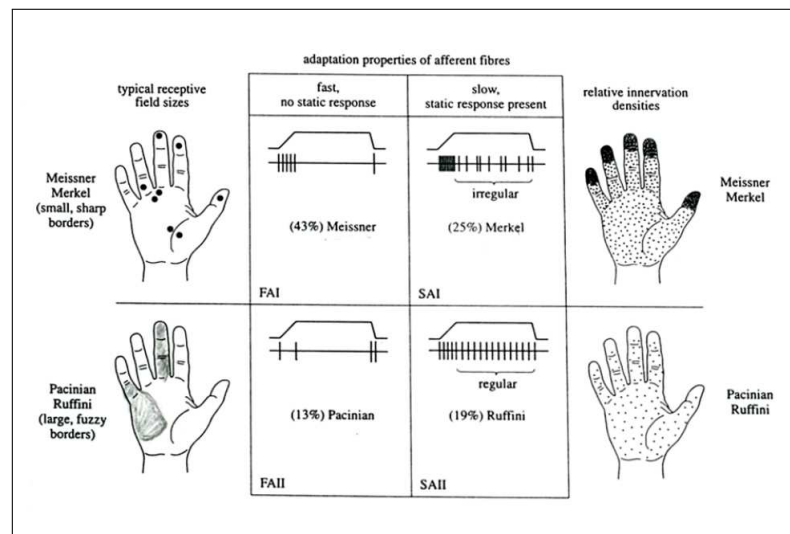 adaptation properties of afferent fibres
typical receptive
field sizes
fast,
no static response
slow,
static response present
relative innervation
densities
Meissner
Merkel
(small, sharp
borders)
(43%) Meissner
FAI
irregular
(25%) Merkel
SAI
Meissner
Merkel
Pacinian
Ruffini
(large, fuzzy
borders)
(13%) Pacinian
FAII
regular
(19%) Ruffini
SAII
Pacinian
Ruffini